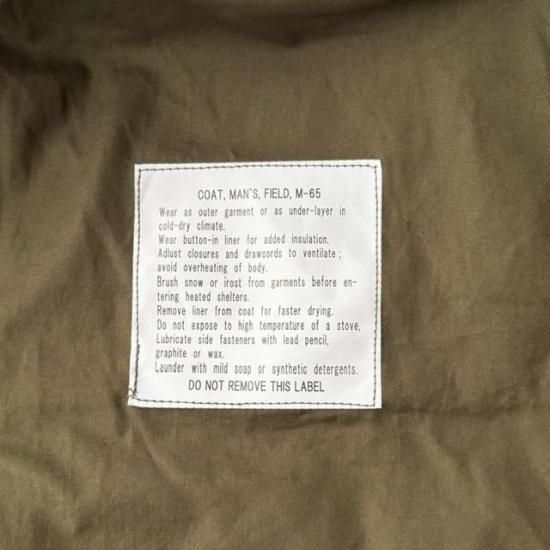 COAT, MAN'S, FIELD, M-65
Wear as outer garment or as under-layer in
cold-dry climate.
Wear button-in liner for added insulation.
Adjust closures and drawcords to ventilate ;
avoid overheating of body.
Brush snow or irost from garments before en-
tering heated shelters.
Remove liner from coat for faster drying.
Do not expose to high temperature of a stove,
Lubricate side fasteners with lead pencil,
graphite or wax.
Launder with mild soap or synthetic detergents.
DO NOT REMOVE THIS LABEL